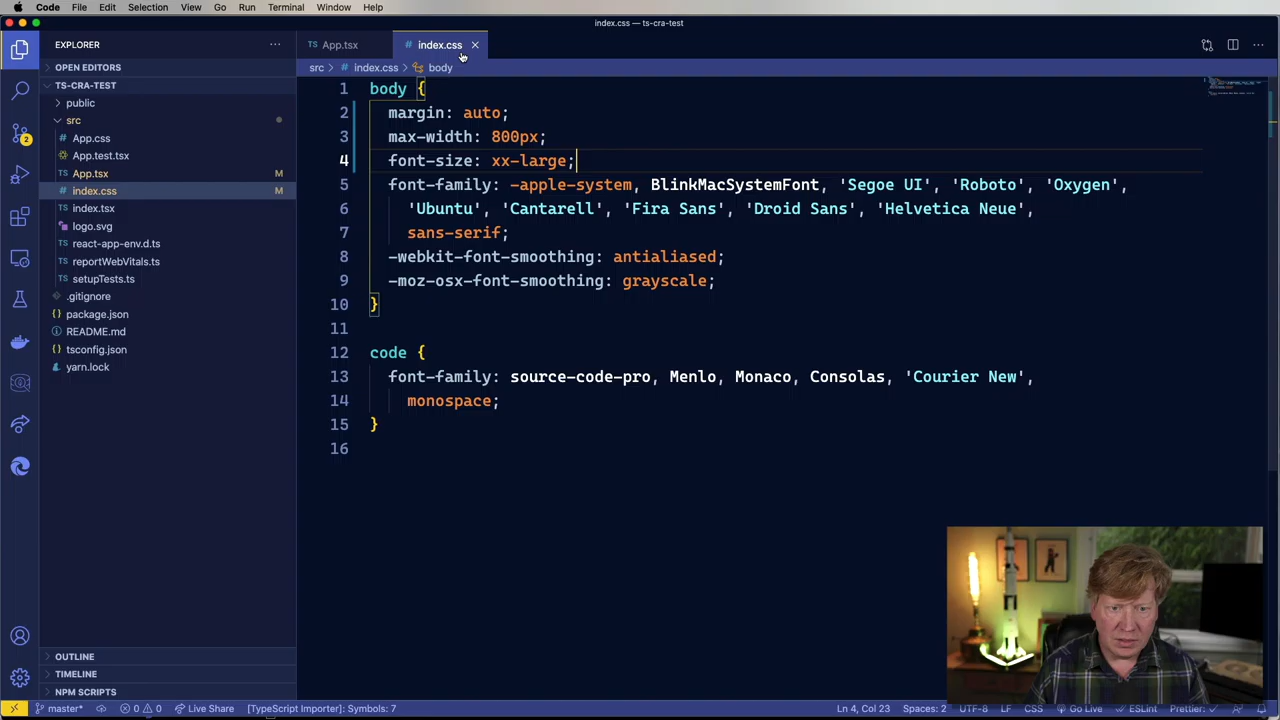 Code File Edit Selection View Go Run Terminal Window Help
index.css — ts-cra-test
EXPLORER
TS App.tsx
# index.css
OPEN EDITORS
src > # index.css > body
TS-CRA-TEST
public
src
App.css
App.test.tsx
App.tsx M
index.css M
index.tsx
logo.svg
react-app-env.d.ts
reportWebVitals.ts
setupTests.ts
.gitignore
package.json
README.md
tsconfig.json
yarn.lock
OUTLINE
TIMELINE
NPM SCRIPTS
1 body {
2 margin: auto;
3 max-width: 800px;
4 font-size: xx-large;
5 font-family: -apple-system, BlinkMacSystemFont, 'Segoe UI', 'Roboto', 'Oxygen',
6 'Ubuntu', 'Cantarell', 'Fira Sans', 'Droid Sans', 'Helvetica Neue',
7 sans-serif;
8 -webkit-font-smoothing: antialiased;
9 -moz-osx-font-smoothing: grayscale;
10 }
11
12 code {
13 font-family: source-code-pro, Menlo, Monaco, Consolas, 'Courier New',
14 monospace;
15 }
16
master* 0 0 Live Share [TypeScript Importer]: Symbols: 7 Ln 4, Col 23 Spaces: 2 UTF-8 LF CSS Go Live ESLint Prettier: